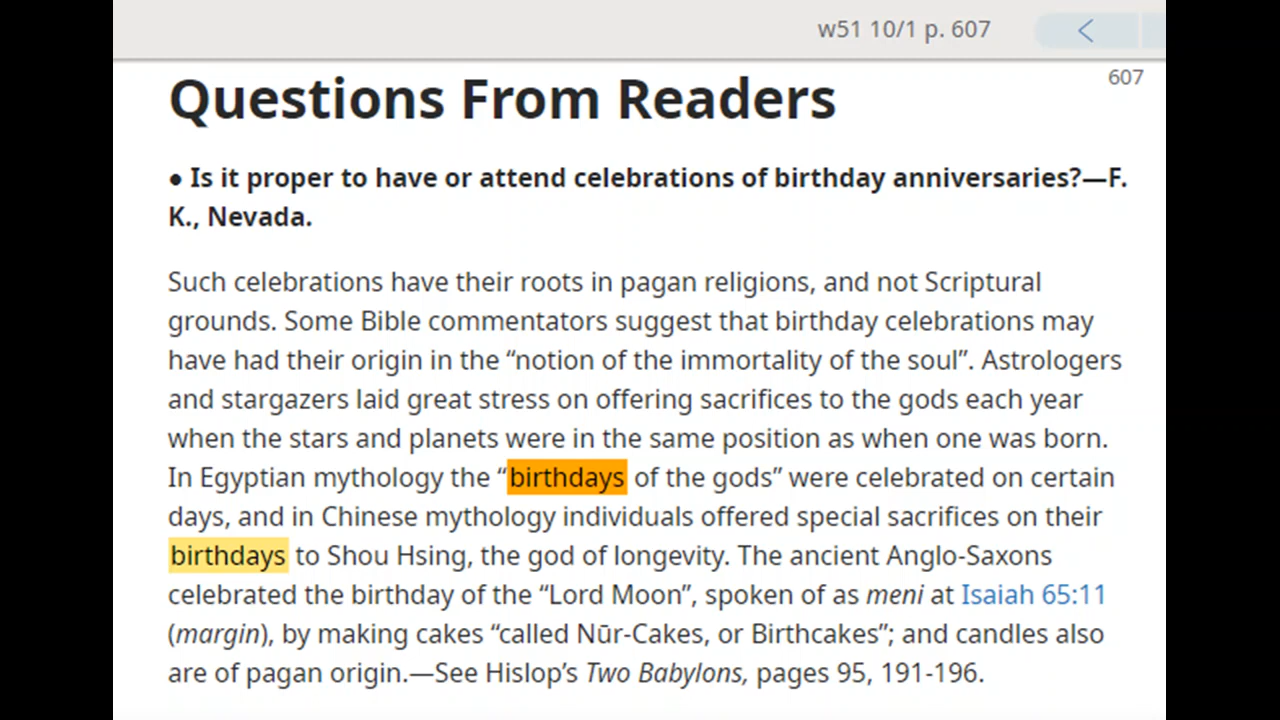 w51 10/1 p. 607
607
Questions From Readers
● Is it proper to have or attend celebrations of birthday anniversaries?—F.
K., Nevada.
Such celebrations have their roots in pagan religions, and not Scriptural
grounds. Some Bible commentators suggest that birthday celebrations may
have had their origin in the “notion of the immortality of the soul”. Astrologers
and stargazers laid great stress on offering sacrifices to the gods each year
when the stars and planets were in the same position as when one was born.
In Egyptian mythology the “birthdays of the gods” were celebrated on certain
days, and in Chinese mythology individuals offered special sacrifices on their
birthdays to Shou Hsing, the god of longevity. The ancient Anglo-Saxons
celebrated the birthday of the “Lord Moon”, spoken of as meni at Isaiah 65:11
(margin), by making cakes “called Nūr-Cakes, or Birthcakes”; and candles also
are of pagan origin.—See Hislop’s Two Babylons, pages 95, 191-196.